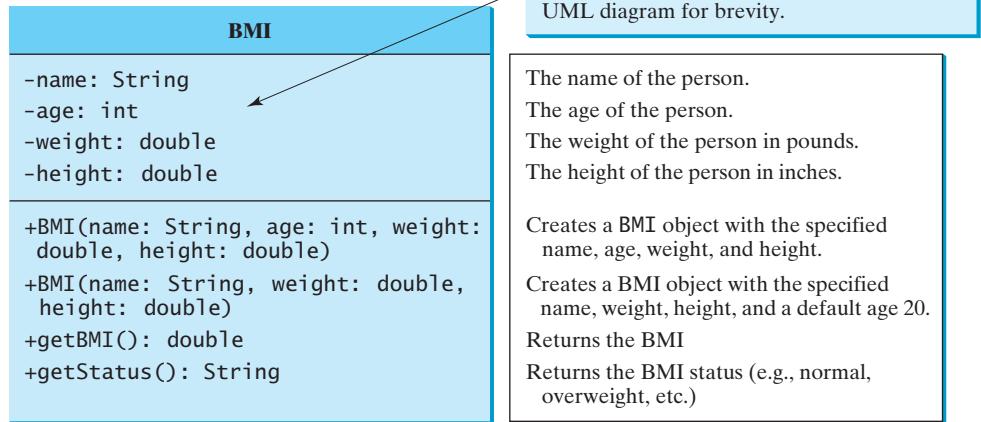 UML diagram for brevity.
BMI
-name: String
-age: int
-weight: double
-height: double
The name of the person.
The age of the person.
The weight of the person in pounds.
The height of the person in inches.
+BMI(name: String, age: int, weight:
double, height: double)
+BMI(name: String, weight: double,
height: double)
+getBMI(): double
+getStatus(): String
Creates a BMI object with the specified
name, age, weight, and height.
Creates a BMI object with the specified
name, weight, height, and a default age 20.
Returns the BMI
Returns the BMI status (e.g., normal,
overweight, etc.)